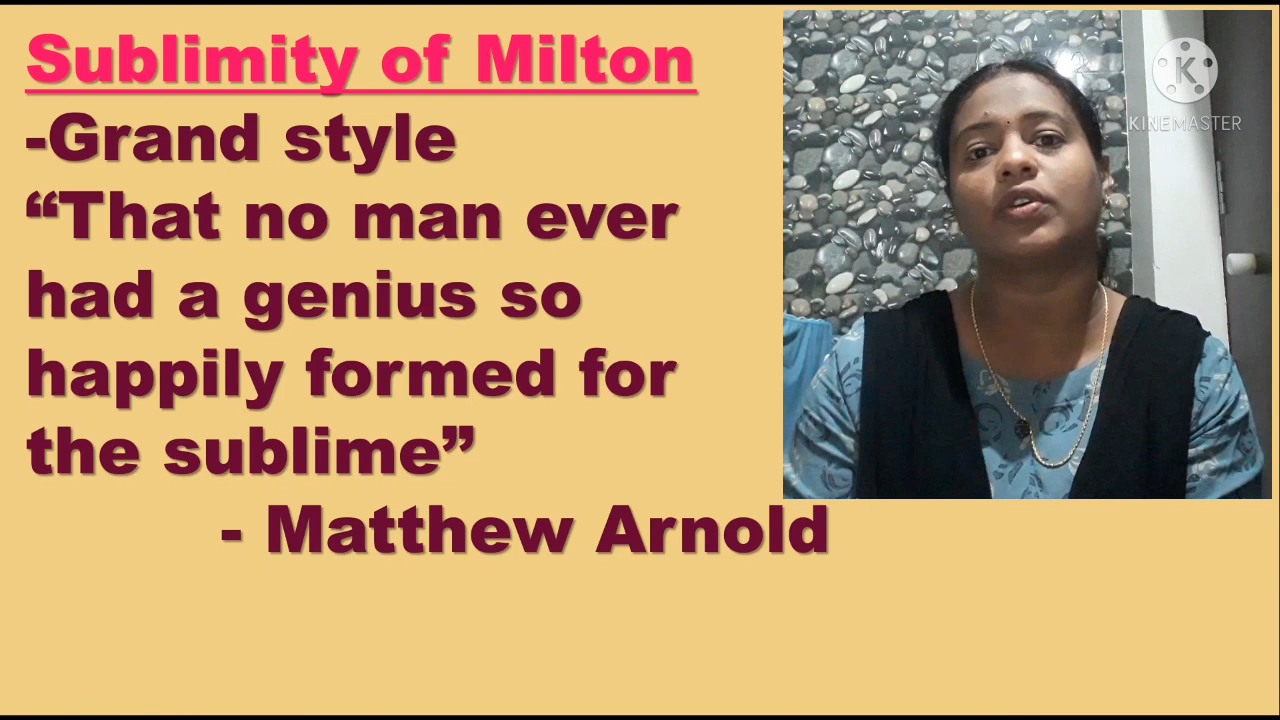 Sublimity of Milton
-Grand style
“That no man ever
had a genius so
happily formed for
the sublime”
- Matthew Arnold
K
KINEMASTER